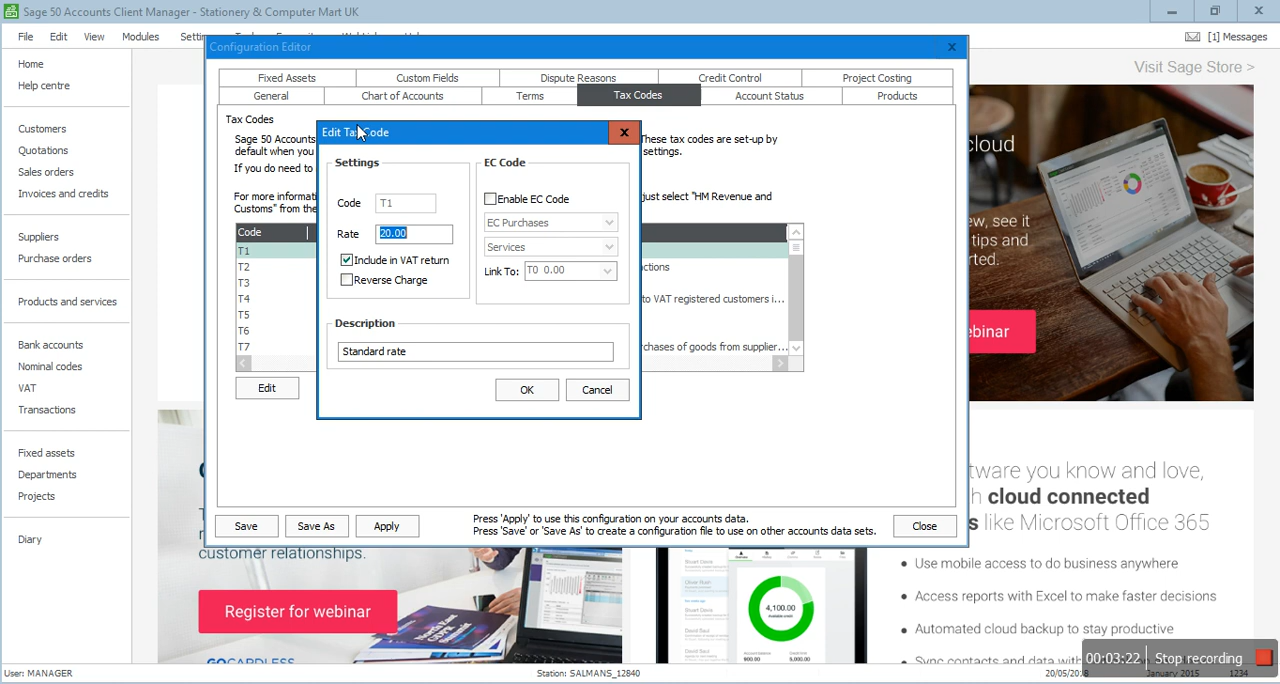 Sage 50 Accounts Client Manager - Stationery & Computer Mart UK
File Edit View Modules
[1] Messages
Configuration Editor
Home
Help centre
Customers
Quotations
Sales orders
Invoices and credits
Suppliers
Purchase orders
Products and services
Bank accounts
Nominal codes
VAT
Transactions
Fixed assets
Departments
Projects
Diary
Visit Sage Store >
Fixed Assets Custom Fields Dispute Reasons Credit Control Project Costing
General Chart of Accounts Terms Tax Codes Account Status Products
Tax Codes
Sage 50 Accounts
These tax codes are set-up by
default when you
settings.
If you do need to
For more informati
just select "HM Revenue and
Customs" from the
Code
T1
T2
ctions
T3
T4
to VAT registered customers i...
T5
T6
T7
chases of goods from supplier...
Edit
Edit Tax Code
Settings
Code T1
Rate 20.00
Include in VAT return
Reverse Charge
EC Code
Enable EC Code
EC Purchases
Services
Link To: T0 0.00
Description
Standard rate
OK Cancel
Save Save As Apply
Press 'Apply' to use this configuration on your accounts data.
Press 'Save' or 'Save As' to create a configuration file to use on other accounts data sets.
Close
cloud
ew, see it
tips and
rted.
ebinar
customer relationships.
Register for webinar
GOCARDLESS
4,100.00
tware you know and love,
h cloud connected
s like Microsoft Office 365
Use mobile access to do business anywhere
Access reports with Excel to make faster decisions
Automated cloud backup to stay productive
Sync contacts and data with
00:03:22 Stop recording
User: MANAGER
Station: SALMANS_12840
20/05/20
January 2015
1234